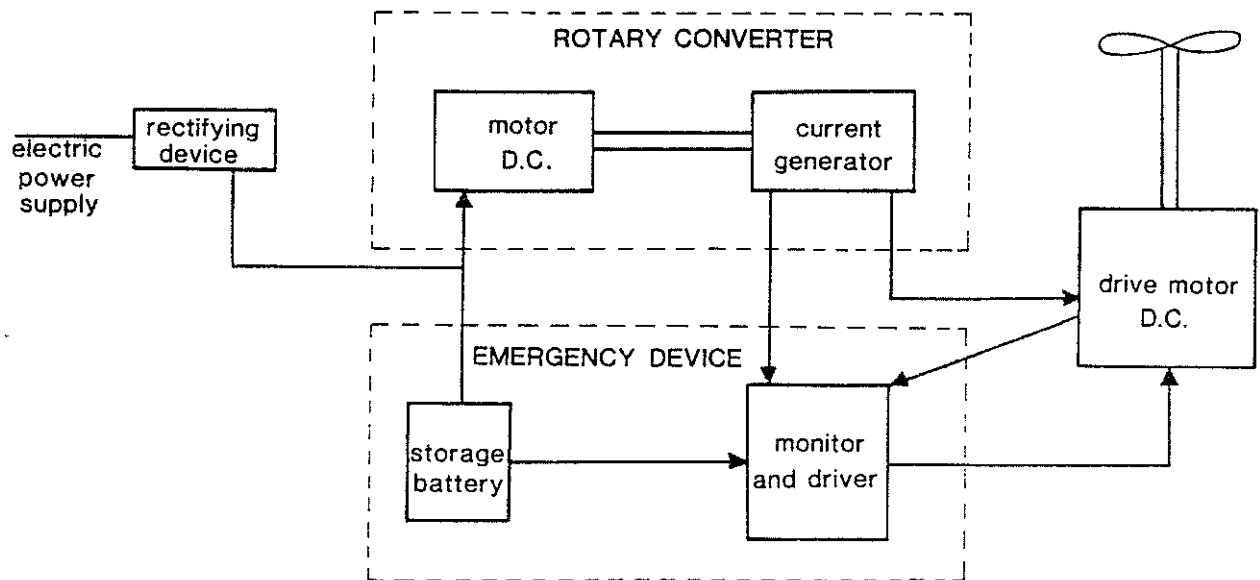 ROTARY CONVERTER
electric
power
supply
rectifying
device
motor
D.C.
current
generator
drive motor
D.C.
EMERGENCY DEVICE
storage
battery
monitor
and driver